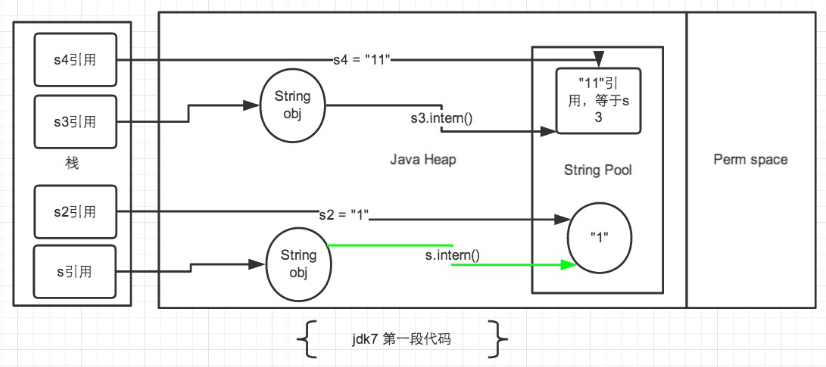 s4引用
s4 = "11"
"11"引
用，等于s
3
String
obj
s3引用
s3.intern()
栈
Java Heap
String Pool
Perm space
s2引用
s2 = "1"
"1"
String
obj
s.intern()
s引用
jdk7 第一段代码